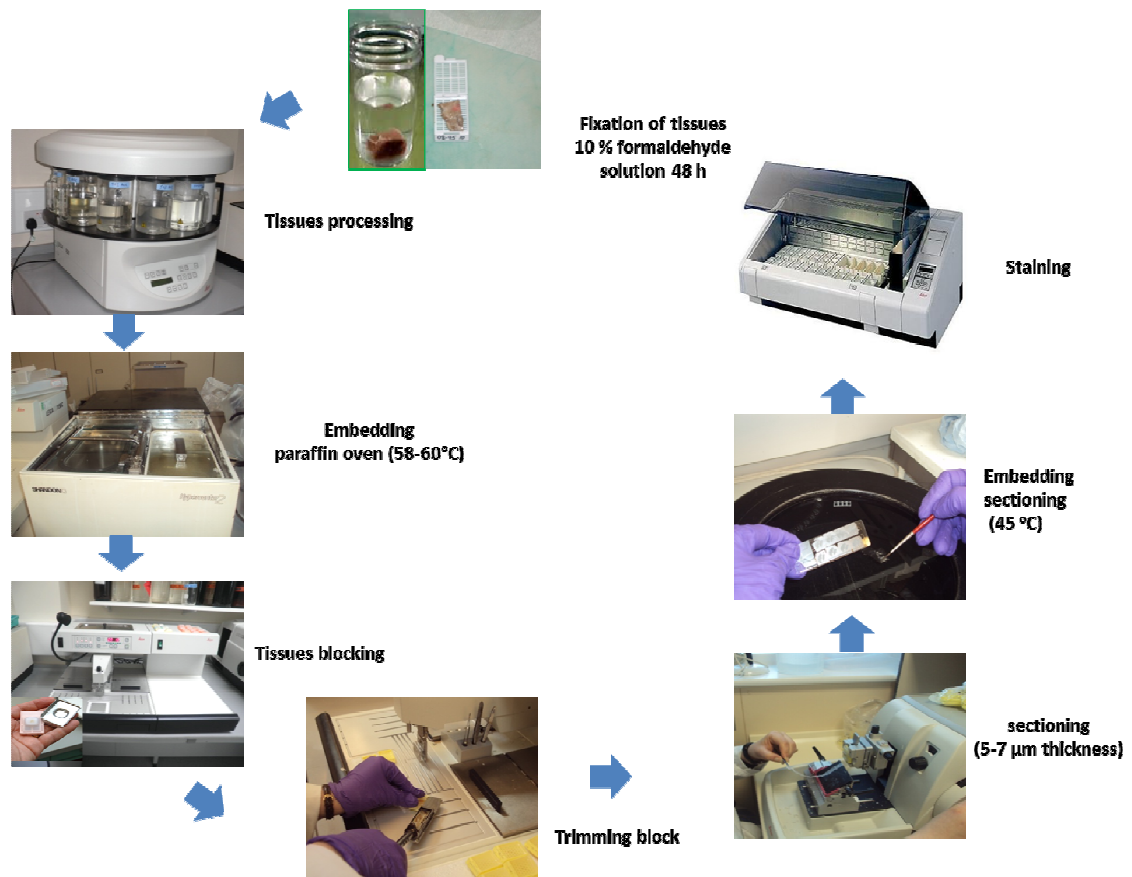 Fixation of tissues
10 % formaldehyde
solution 48 h
Tissues processing
Embedding
paraffin oven (58-60°C)
Tissues blocking
Trimming block
sectioning
(5-7 µm thickness)
Embedding
sectioning
(45 °C)
Staining
SHANDON